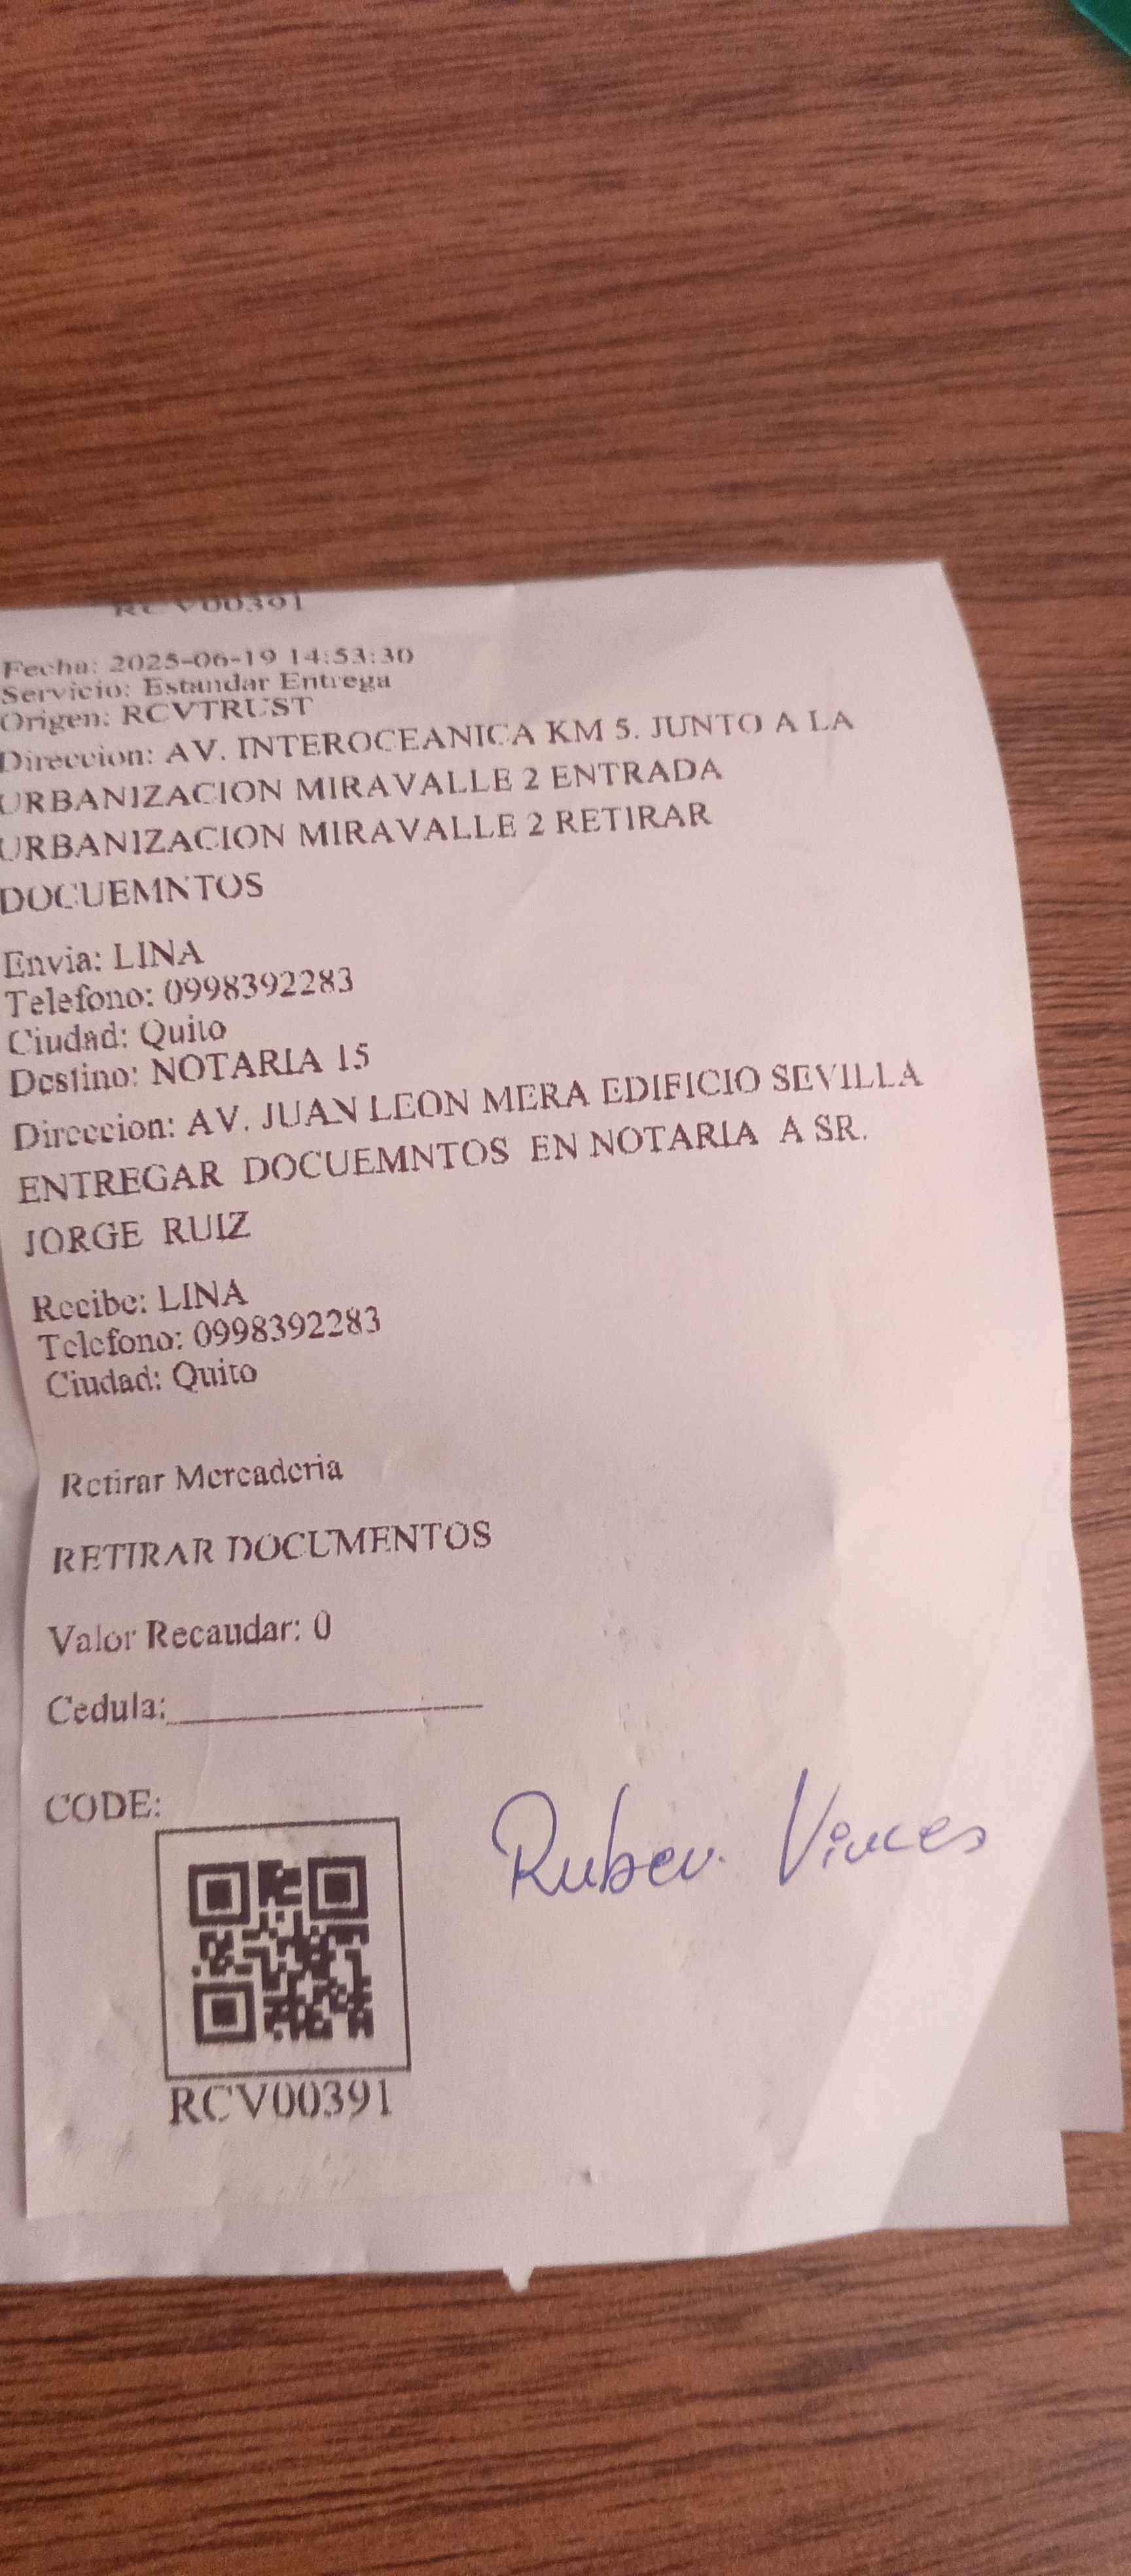 RCV00391
Fecha: 2025-06-19 14:53:30
Servicio: Estandar Entrega
Origen: RCVTRUST
Direccion: AV. INTEROCEANICA KM 5. JUNTO A LA
URBANIZACION MIRAVALLE 2 ENTRADA
URBANIZACION MIRAVALLE 2 RETIRAR
DOCUEMNTOS
Envia: LINA
Telefono: 0998392283
Ciudad: Quito
Destino: NOTARIA 15
Direccion: AV. JUAN LEON MERA EDIFICIO SEVILLA
ENTREGAR DOCUEMNTOS EN NOTARIA A SR.
JORGE RUIZ
Recibe: LINA
Telefono: 0998392283
Ciudad: Quito
Retirar Mercaderia
RETIRAR DOCUMENTOS
Valor Recaudar: 0
Cedula:
CODE:
Ruben Vinces
RCV00391